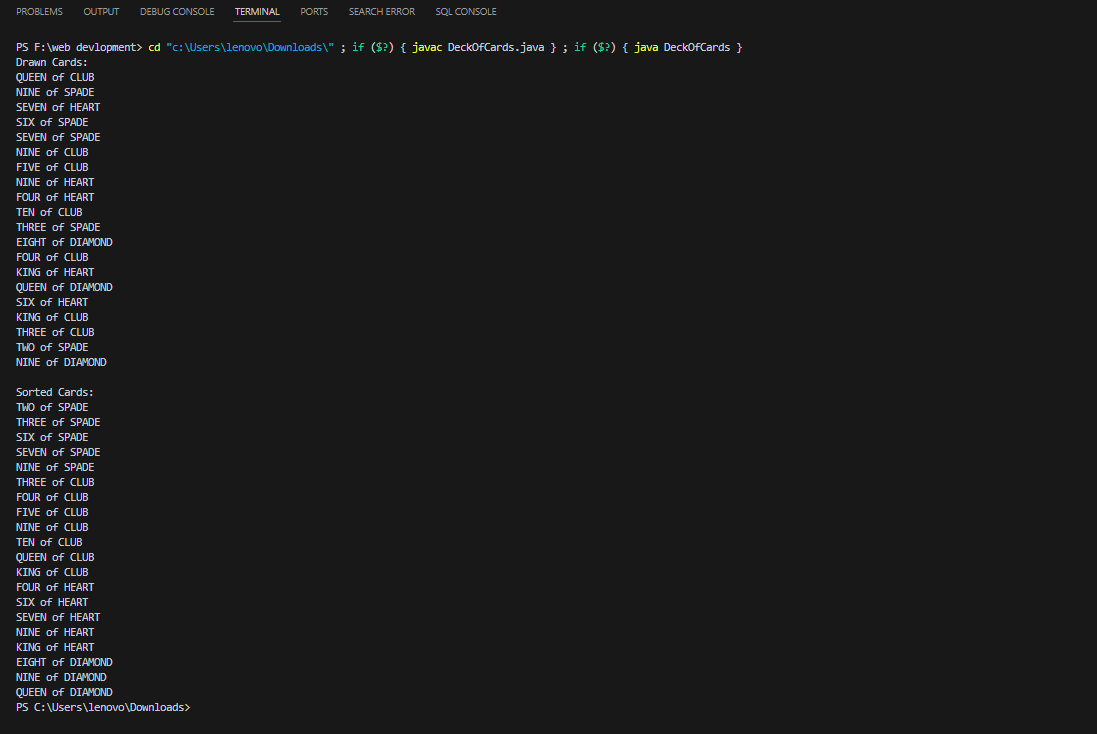 PROBLEMS OUTPUT DEBUG CONSOLE TERMINAL PORTS SEARCH ERROR SQL CONSOLE
PS F:\web devlopment> cd "c:\Users\lenovo\Downloads\" ; if ($?) { javac DeckOfCards.java } ; if ($?) { java DeckOfCards }
Drawn Cards:
QUEEN of CLUB
NINE of SPADE
SEVEN of HEART
SIX of SPADE
SEVEN of SPADE
NINE of CLUB
FIVE of CLUB
NINE of HEART
FOUR of HEART
TEN of CLUB
THREE of SPADE
EIGHT of DIAMOND
FOUR of CLUB
KING of HEART
QUEEN of DIAMOND
SIX of HEART
KING of CLUB
THREE of CLUB
TWO of SPADE
NINE of DIAMOND
Sorted Cards:
TWO of SPADE
THREE of SPADE
SIX of SPADE
SEVEN of SPADE
NINE of SPADE
THREE of CLUB
FOUR of CLUB
FIVE of CLUB
NINE of CLUB
TEN of CLUB
QUEEN of CLUB
KING of CLUB
FOUR of HEART
SIX of HEART
SEVEN of HEART
NINE of HEART
KING of HEART
EIGHT of DIAMOND
NINE of DIAMOND
QUEEN of DIAMOND
PS C:\Users\lenovo\Downloads>